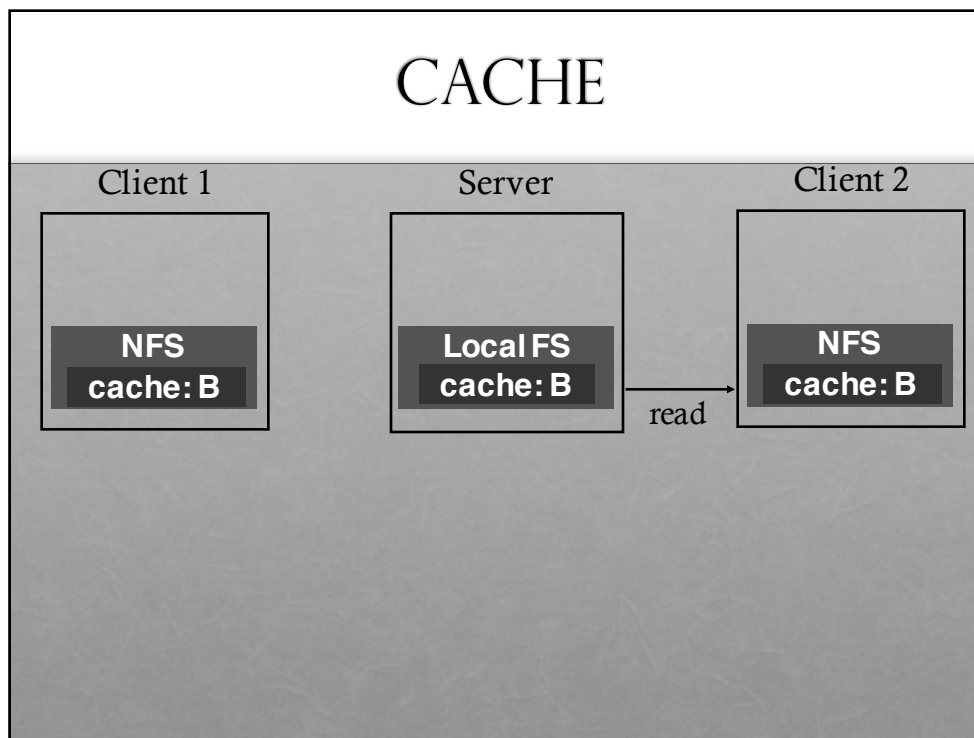 CACHE
Client 1
Server
Client 2
NFS
cache: B
Local FS
cache: B
read
NFS
cache: B